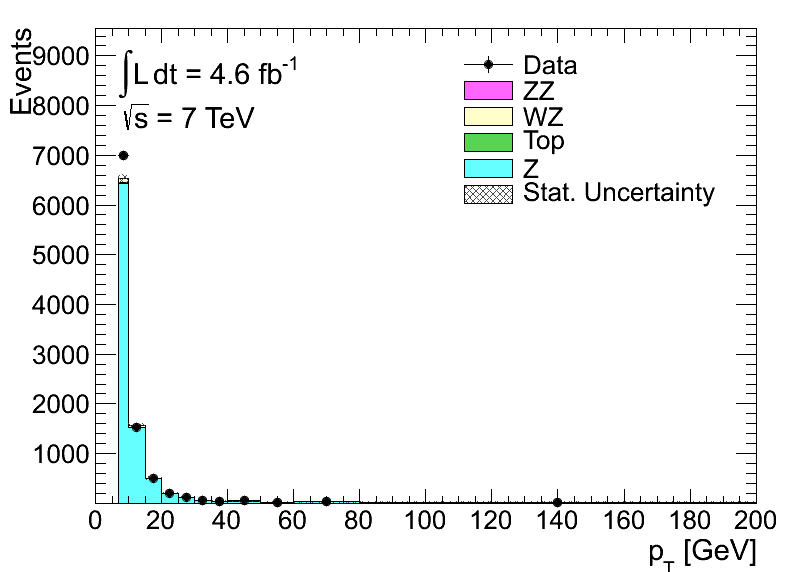 Events
∫L dt = 4.6 fb⁻¹
√s = 7 TeV
Data
ZZ
WZ
Top
Z
Stat. Uncertainty
9000
8000
7000
6000
5000
4000
3000
2000
1000
0 20 40 60 80 100 120 140 160 180 200
p_T [GeV]